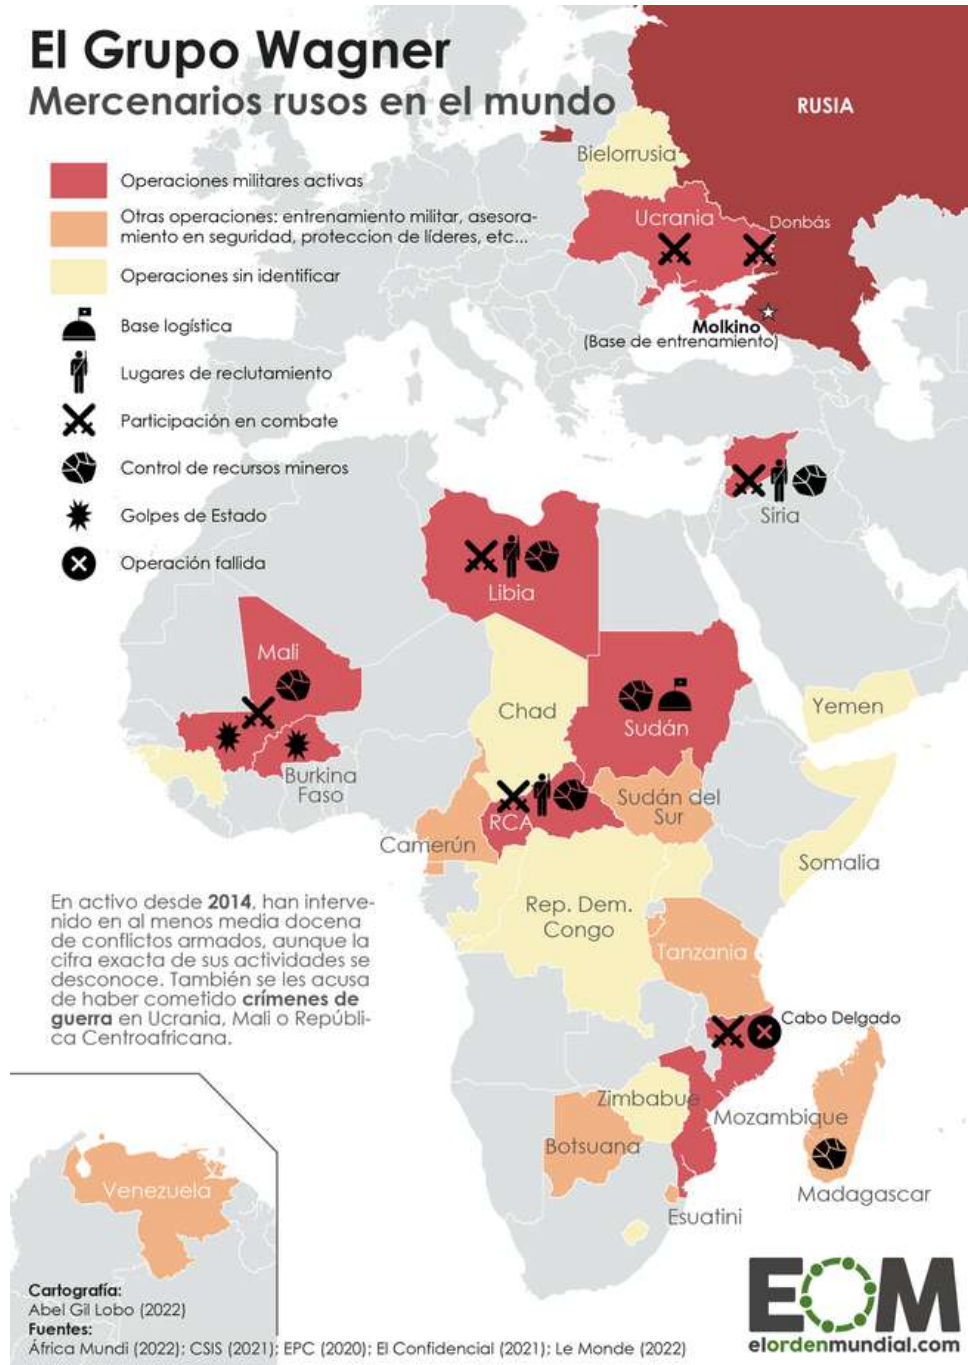 El Grupo Wagner
Mercenarios rusos en el mundo
Operaciones militares activas
Otras operaciones: entrenamiento militar, asesora-
miento en seguridad, proteccion de líderes, etc...
Operaciones sin identificar
Base logística
Lugares de reclutamiento
Participación en combate
Control de recursos mineros
Golpes de Estado
Operación fallida
RUSIA
Bielorrusia
Ucrania
Donbás
Molkino
(Base de entrenamiento)
Siria
Libia
Mali
Chad
Sudán
Yemen
Burkina
Faso
RCA
Sudán del
Sur
Camerún
Somalia
Rep. Dem.
Congo
Tanzania
Cabo Delgado
Zimbabue
Mozambique
Botsuana
Madagascar
Esuatini
En activo desde 2014, han interve-
nido en al menos media docena
de conflictos armados, aunque la
cifra exacta de sus actividades se
desconoce. También se les acusa
de haber cometido crímenes de
guerra en Ucrania, Mali o Repúbli-
ca Centroafricana.
Venezuela
Cartografía:
Abel Gil Lobo (2022)
Fuentes:
África Mundi (2022); CSIS (2021); EPC (2020); El Confidencial (2021); Le Monde (2022)
EOM
elordenmundial.com